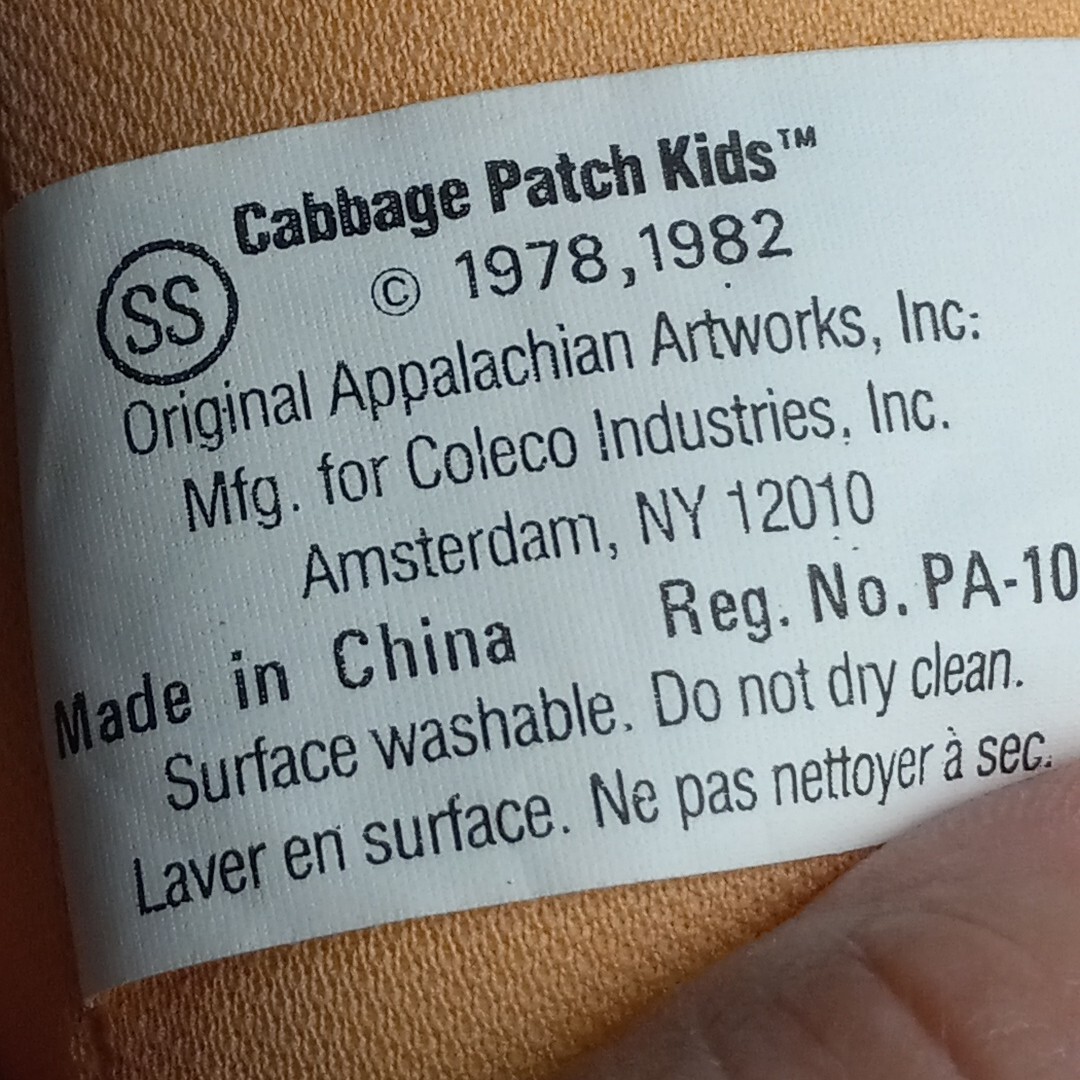 Cabbage Patch Kids™
SS
© 1978,1982
Original Appalachian Artworks, Inc.
Mfg. for Coleco Industries, Inc.
Amsterdam, NY 12010
Made in China Reg. No. PA-10
Surface washable. Do not dry clean.
Laver en surface. Ne pas nettoyer à sec.